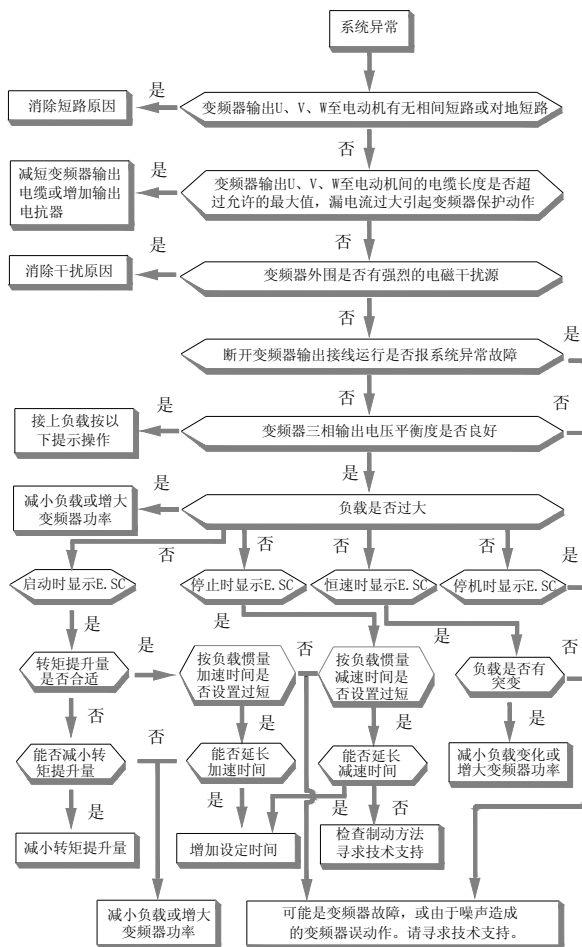 系统异常
是
消除短路原因
变频器输出U、V、W至电动机有无相间短路或对地短路
否
减短变频器输出
电缆或增加输出
电抗器
是
变频器输出U、V、W至电动机间的电缆长度是否超
过允许的最大值，漏电流过大引起变频器保护动作
否
消除干扰原因
是
变频器外围是否有强烈的电磁干扰源
否
断开变频器输出接线运行是否报系统异常故障
是
否
接上负载按以
下提示操作
是
变频器三相输出电压平衡度是否良好
否
是
减小负载或增大
变频器功率
是
负载是否过大
否
否
否
否
启动时显示E.SC
停止时显示E.SC
恒速时显示E.SC
停机时显示E.SC
是
是
是
是
是
转矩提升量
是否合适
是
按负载惯量
加速时间是
否设置过短
否
按负载惯量
减速时间是
否设置过短
负载是否有
突变
否
否
是
是
是
能否减小转
矩提升量
否
能否延长
加速时间
能否延长
减速时间
减小负载变化或
增大变频器功率
是
是
是
否
减小转矩提升量
增加设定时间
检查制动方法
寻求技术支持
减小负载或增大
变频器功率
可能是变频器故障，或由于噪声造成
的变频器误动作。请寻求技术支持。